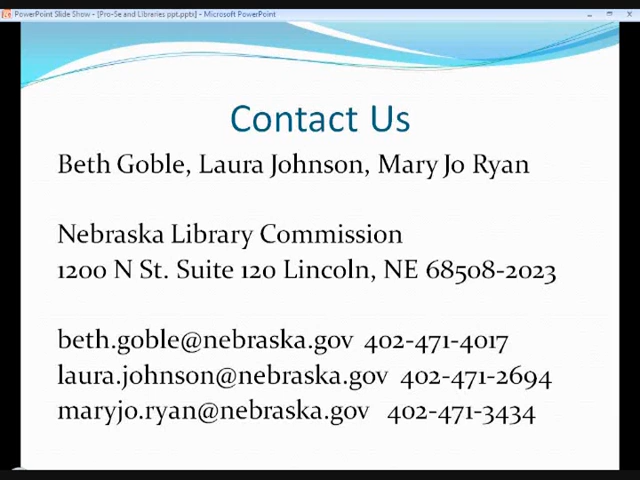 PowerPoint Slide Show - [Pro-Se and Libraries ppt.pptx] - Microsoft PowerPoint
Contact Us
Beth Goble, Laura Johnson, Mary Jo Ryan
Nebraska Library Commission
1200 N St. Suite 120 Lincoln, NE 68508-2023
beth.goble@nebraska.gov 402-471-4017
laura.johnson@nebraska.gov 402-471-2694
maryjo.ryan@nebraska.gov 402-471-3434